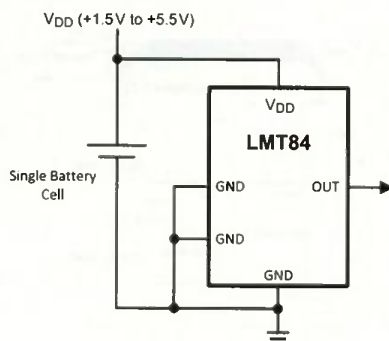 VDD (+1.5V to +5.5V)
VDD
LMT84
Single Battery
Cell
GND
OUT
GND
GND